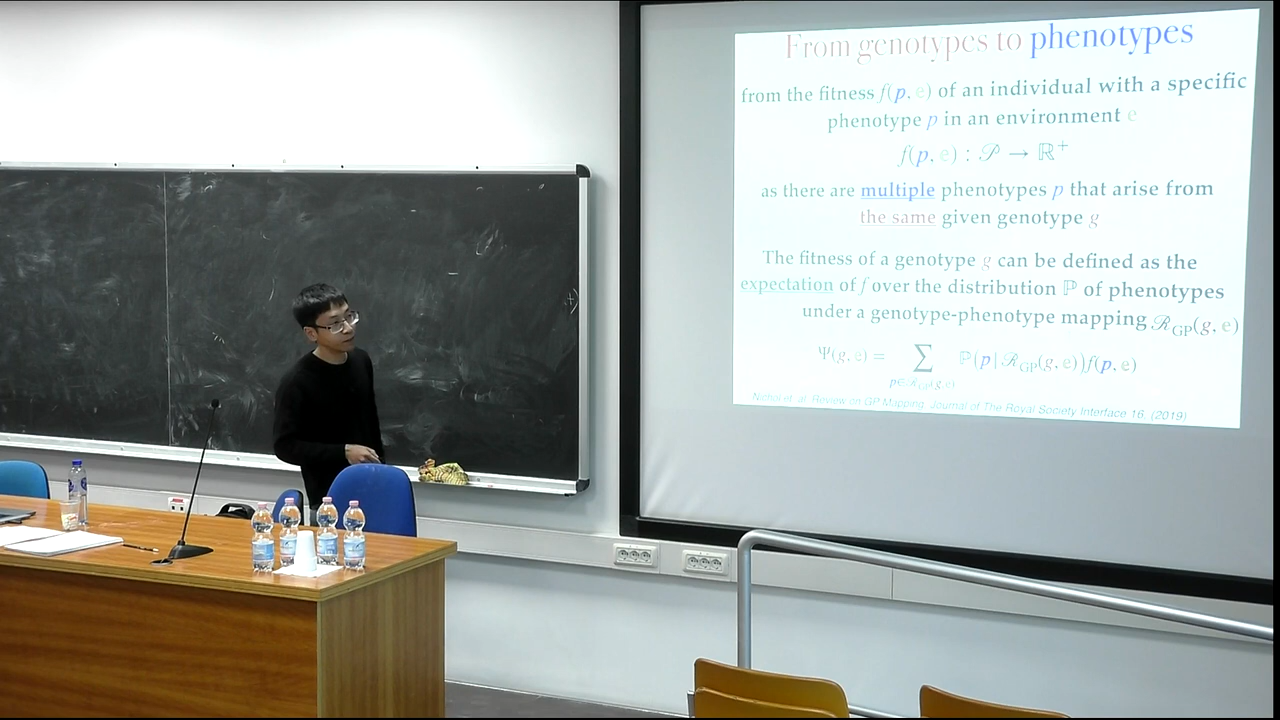 From genotypes to phenotypes
from the fitness f(p, e) of an individual with a specific
phenotype p in an environment e
f(p, e) : 𝒫 → ℝ⁺
as there are multiple phenotypes p that arise from
the same given genotype g
The fitness of a genotype g can be defined as the
expectation of f over the distribution ℙ of phenotypes
under a genotype-phenotype mapping ℛ_GP(g, e)
Ψ(g, e) = ∑ ℙ(p | ℛ_GP(g, e))f(p, e)
p∈ℛ_GP(g,e)
Nichol et. al. Review on GP Mapping. Journal of The Royal Society Interface 16, (2019)